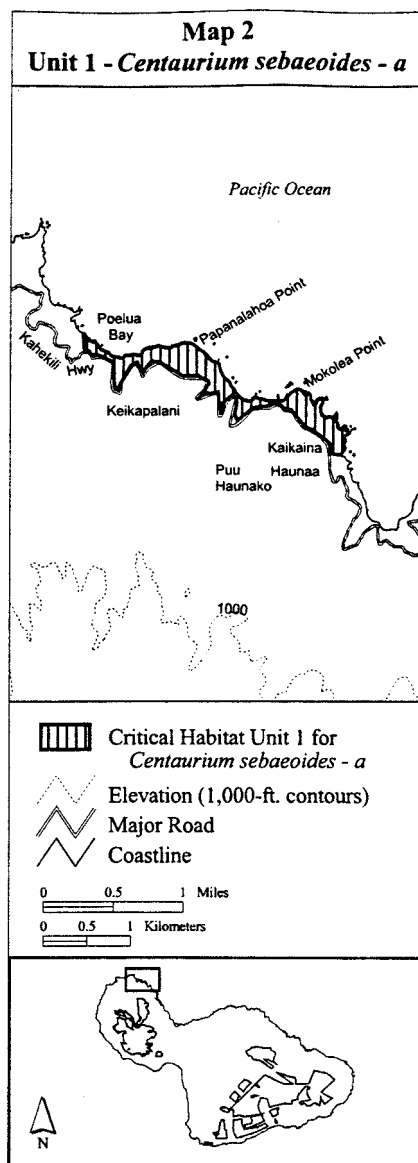 Map 2
Unit 1 - Centaurium sebaeoides - a
Pacific Ocean
Poelua
Bay
Papanalahoa Point
Kahekili
Hwy
Mokolea Point
Keikapalani
Kaikaina
Puu
Haunako
Haunaa
1000
Critical Habitat Unit 1 for
Centaurium sebaeoides - a
Elevation (1,000-ft. contours)
Major Road
Coastline
0 0.5 1 Miles
0 0.5 1 Kilometers
N